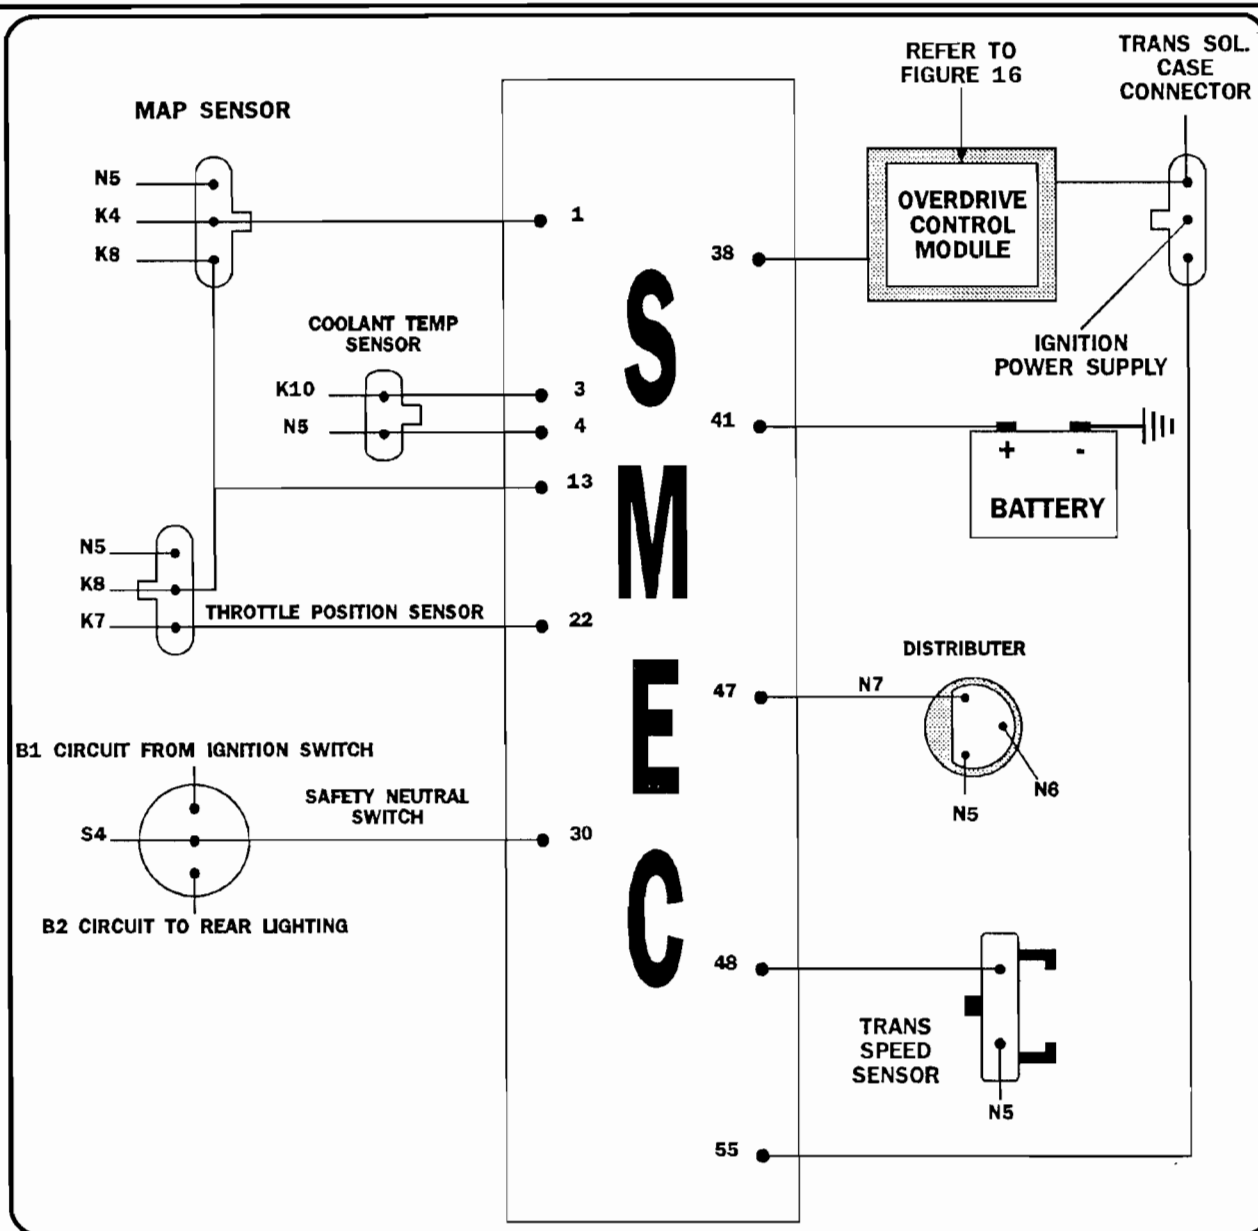 REFER TO
FIGURE 16
TRANS SOL.
CASE
CONNECTOR
MAP SENSOR
N5
K4
K8
1
38
OVERDRIVE
CONTROL
MODULE
IGNITION
POWER SUPPLY
COOLANT TEMP
SENSOR
K10
N5
3
4
13
41
+
-
BATTERY
N5
K8
K7
THROTTLE POSITION SENSOR
22
SMEC
47
N7
DISTRIBUTER
N5
N6
B1 CIRCUIT FROM IGNITION SWITCH
SAFETY NEUTRAL
SWITCH
S4
30
B2 CIRCUIT TO REAR LIGHTING
48
TRANS
SPEED
SENSOR
N5
55